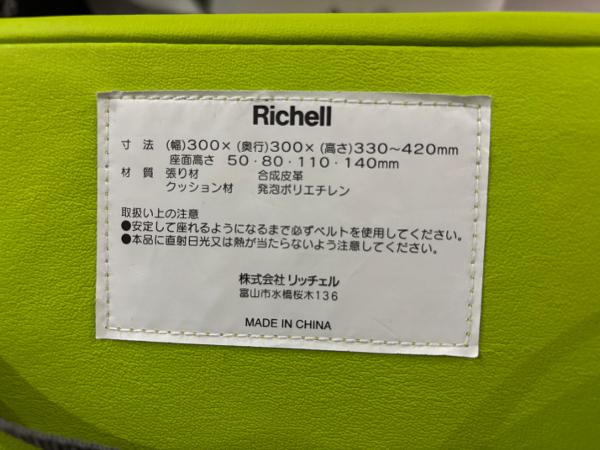 Richell
寸 法 (幅)300×(奥行)300×(高さ)330～420mm
座面高さ 50・80・110・140mm
材 質 張り材 合成皮革
クッション材 発泡ポリエチレン
取扱い上の注意
●安定して座れるようになるまで必ずベルトを使用してください。
●本品に直射日光又は熱が当たらないよう注意してください。
株式会社リッチェル
富山市水橋桜木136
MADE IN CHINA